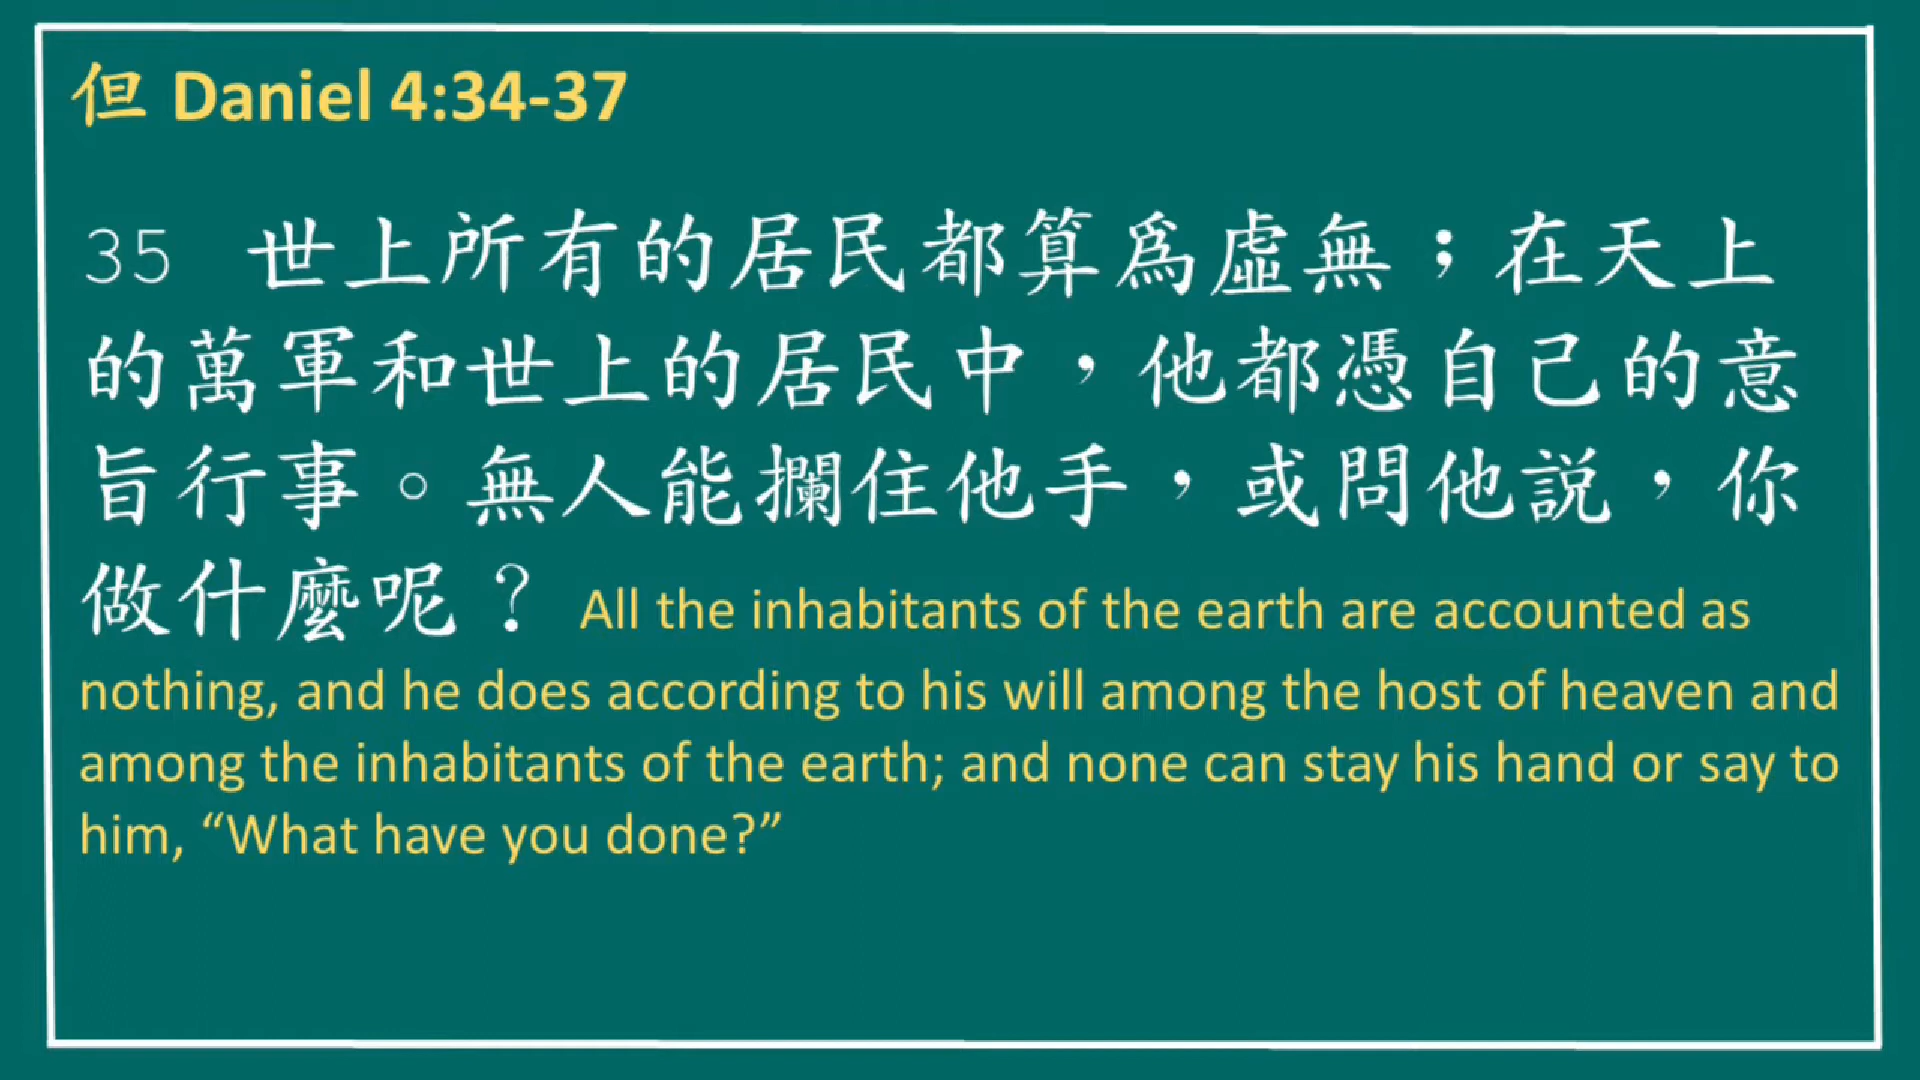 但 Daniel 4:34-37
35 世上所有的居民都算爲虛無；在天上
的萬軍和世上的居民中，他都憑自己的意
旨行事。無人能攔住他手，或問他說，你
做什麼呢？ All the inhabitants of the earth are accounted as
nothing, and he does according to his will among the host of heaven and
among the inhabitants of the earth; and none can stay his hand or say to
him, “What have you done?”